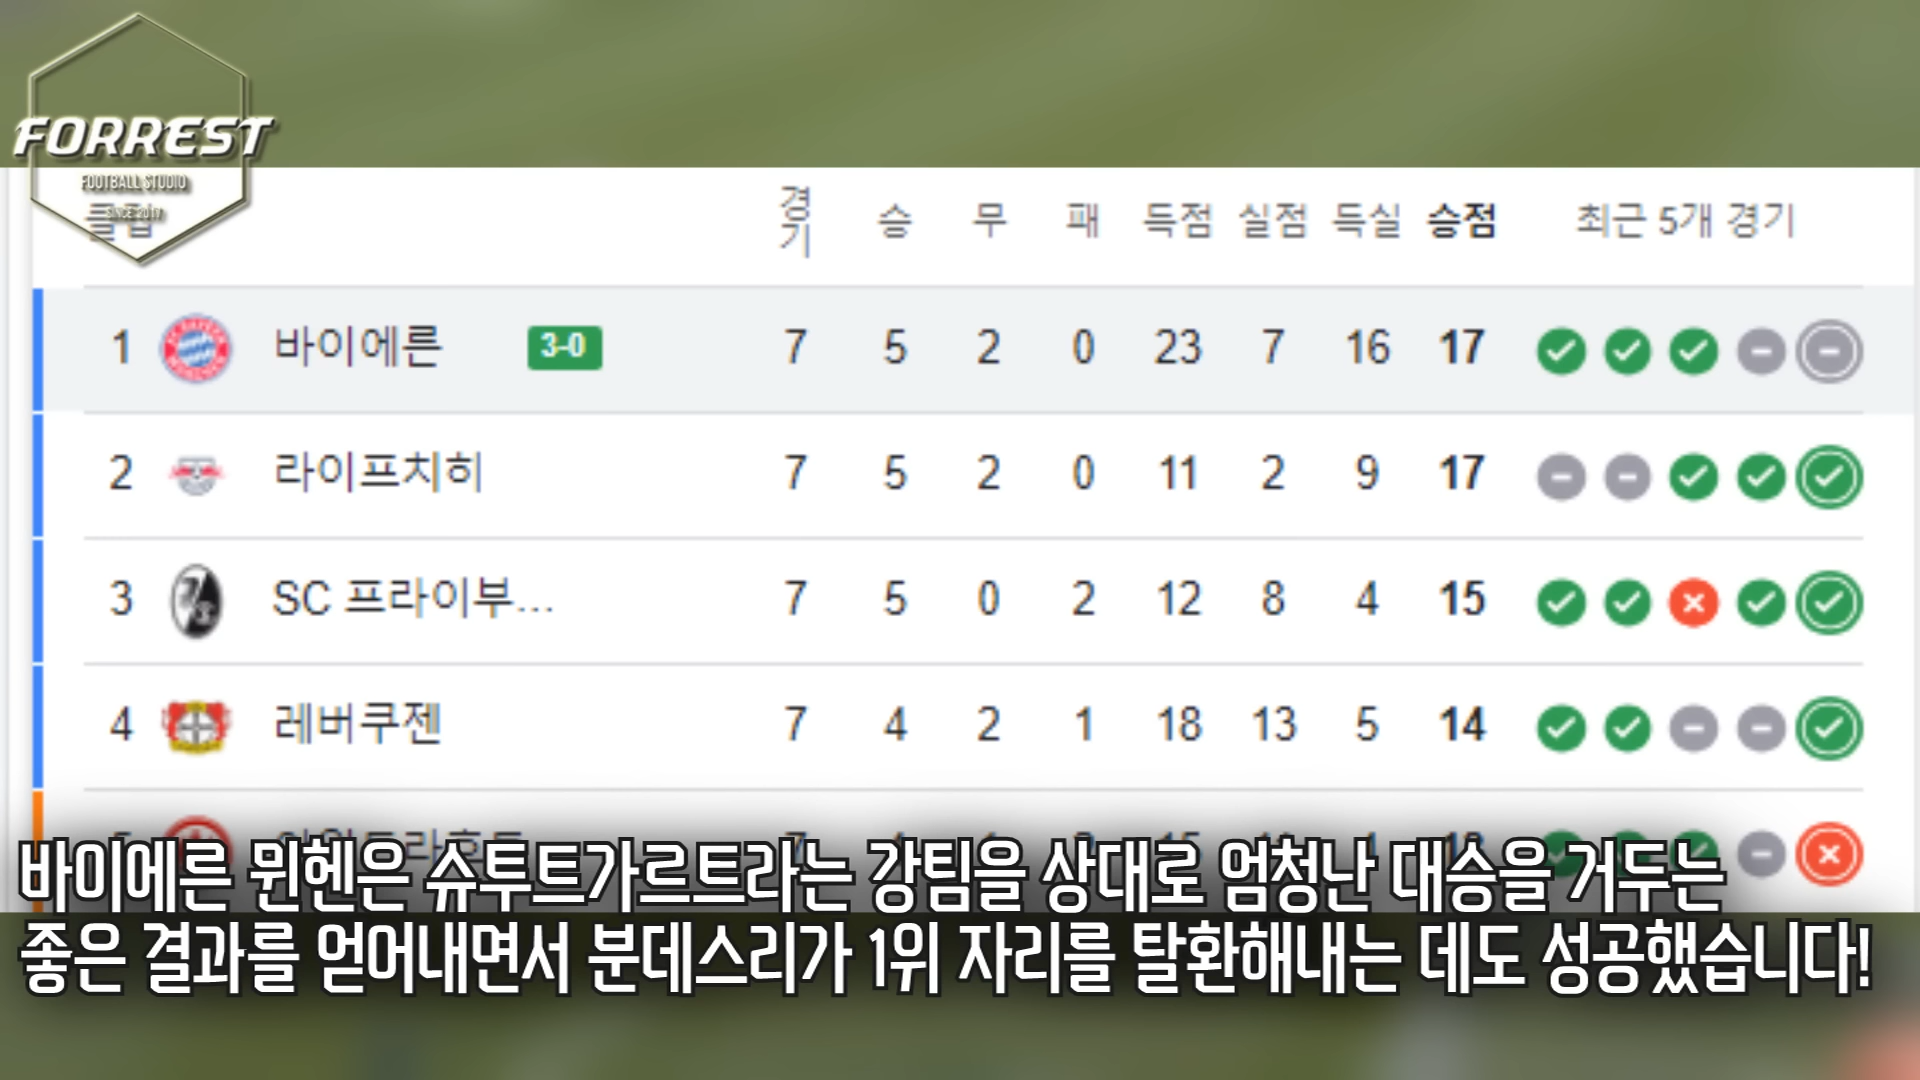 FORREST
FOOTBALL STUDIO
SINCE 2017
클럽 경기 승 무 패 득점 실점 득실 승점 최근 5개 경기
1 바이에른 3-0 7 5 2 0 23 7 16 17
2 라이프치히 7 5 2 0 11 2 9 17
3 SC 프라이부... 7 5 0 2 12 8 4 15
4 레버쿠젠 7 4 2 1 18 13 5 14
바이에른 뮌헨은 슈투트가르트라는 강팀을 상대로 엄청난 대승을 거두는
좋은 결과를 얻어내면서 분데스리가 1위 자리를 탈환해내는 데도 성공했습니다!